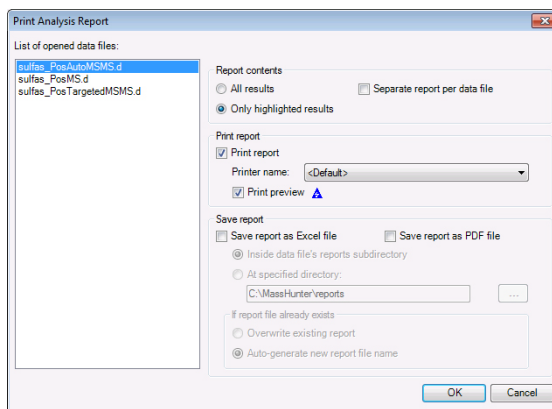 Print Analysis Report
List of opened data files:
sulfas_PosAutoMSMS.d
sulfas_PosMS.d
sulfas_PosTargetedMSMS.d
Report contents
All results
Separate report per data file
Only highlighted results
Print report
Print report
Printer name:
<Default>
Print preview
Save report
Save report as Excel file
Save report as PDF file
Inside data file's reports subdirectory
At specified directory:
C:\MassHunter\reports
...
If report file already exists
Overwrite existing report
Auto-generate new report file name
OK
Cancel